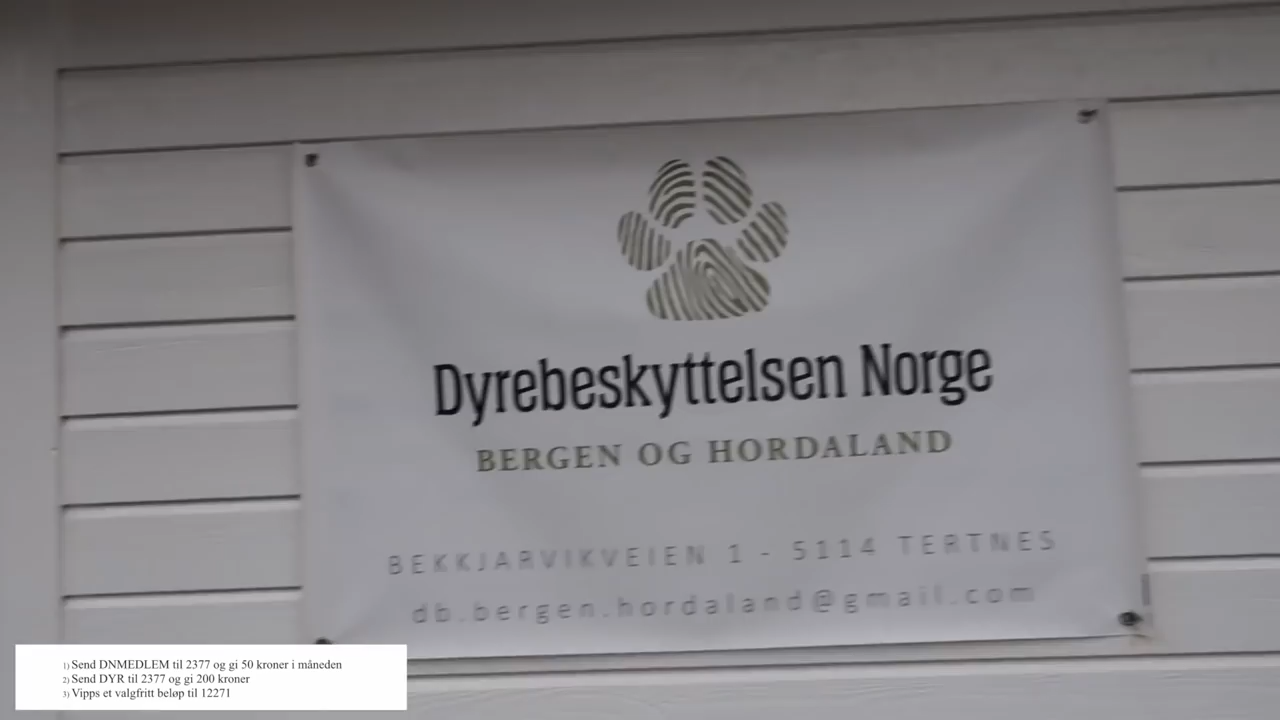 Dyrebeskyttelsen Norge
BERGEN OG HORDALAND
BEKKJARVIKVEIEN 1 - 5114 TERTNES
db.bergen.hordaland@gmail.com
1) Send DNMEDLEM til 2377 og gi 50 kroner i måneden
2) Send DYR til 2377 og gi 200 kroner
3) Vipps et valgfritt beløp til 12271